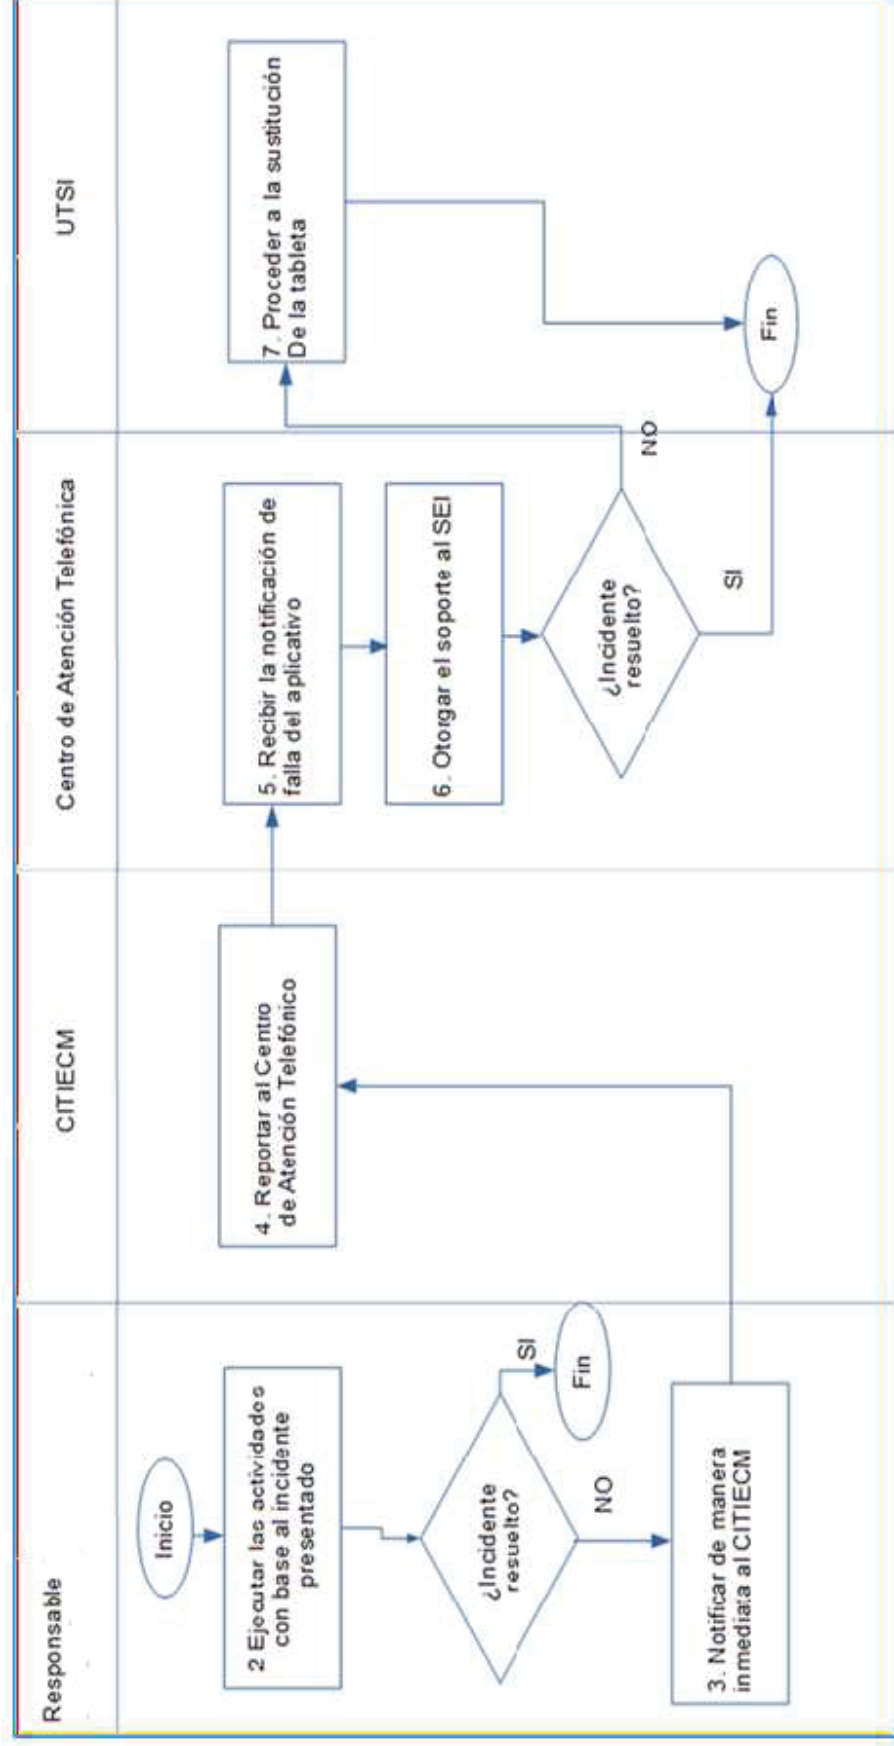 Responsable
CITIECM
Centro de Atención Telefónica
UTSI
Inicio
2 Ejecutar las actividades
con base al incidente
presentado
¿Incidente
resuelto?
SI
Fin
NO
3. Notificar de manera
inmediata al CITIECM
4. Reportar al Centro
de Atención Telefónico
5. Recibir la notificación de
falla del aplicativo
6. Otorgar el soporte al SEI
¿Incidente
resuelto?
NO
SI
7. Proceder a la sustitución
De la tableta
Fin